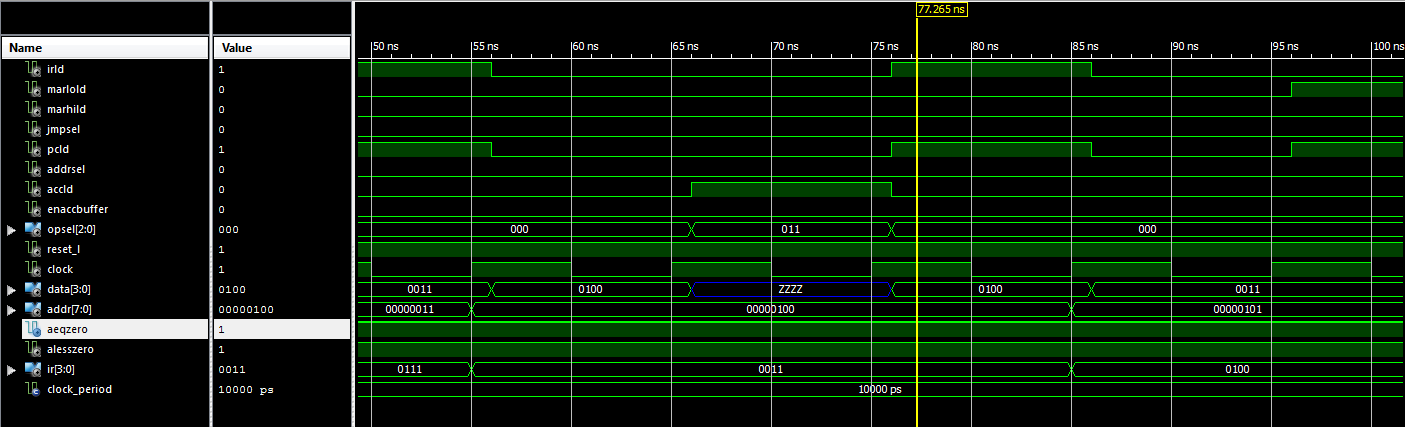 77.265 ns
Name Value 50 ns 55 ns 60 ns 65 ns 70 ns 75 ns 80 ns 85 ns 90 ns 95 ns 100 ns
irld 1
marlold 0
marhild 0
jmpsel 0
pcld 1
addrsel 0
accld 0
enaccbuffer 0
opsel[2:0] 000 000 011 000
reset_l 1
clock 1
data[3:0] 0100 0011 0100 ZZZZ 0100 0011
addr[7:0] 00000100 00000011 00000100 00000101
aeqzero 1
alesszero 1
ir[3:0] 0011 0111 0011 0100
clock_period 10000 ps 10000 ps